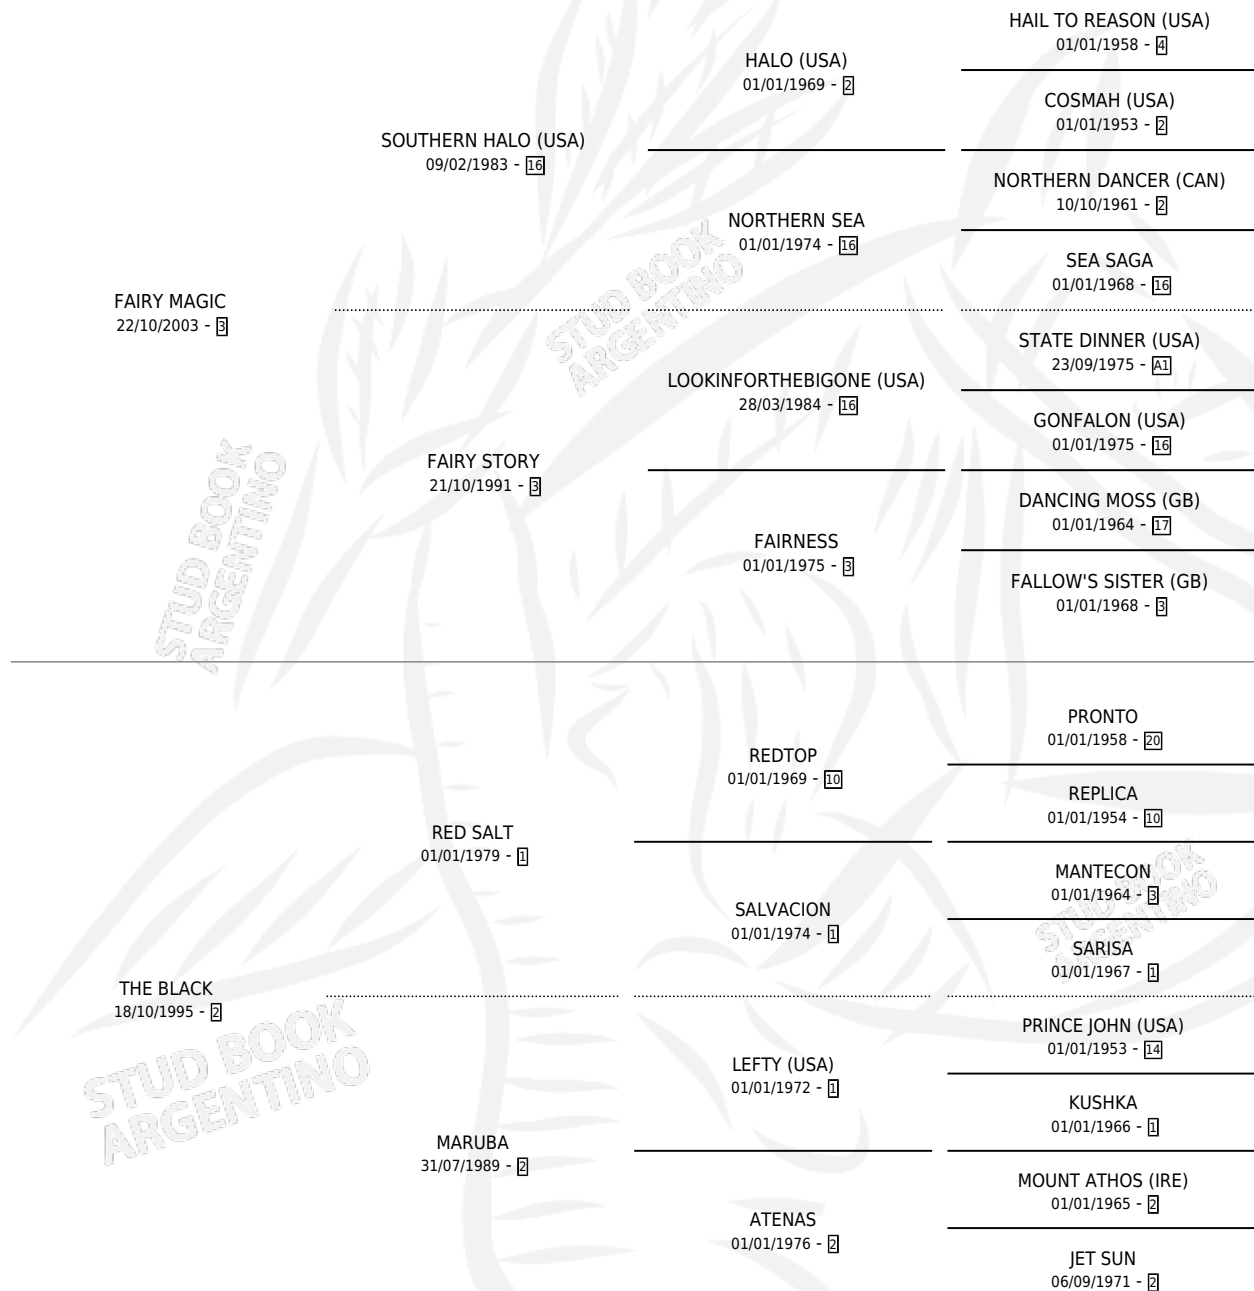 HAIL TO REASON (USA)
01/01/1958 - 4
HALO (USA)
01/01/1969 - 2
COSMAH (USA)
01/01/1953 - 2
SOUTHERN HALO (USA)
09/02/1983 - 16
NORTHERN DANCER (CAN)
10/10/1961 - 2
NORTHERN SEA
01/01/1974 - 16
SEA SAGA
01/01/1968 - 16
FAIRY MAGIC
22/10/2003 - 3
STATE DINNER (USA)
23/09/1975 - A1
LOOKINFORTHEBIGONE (USA)
28/03/1984 - 16
GONFALON (USA)
01/01/1975 - 16
FAIRY STORY
21/10/1991 - 3
DANCING MOSS (GB)
01/01/1964 - 17
FAIRNESS
01/01/1975 - 3
FALLOW'S SISTER (GB)
01/01/1968 - 3
PRONTO
01/01/1958 - 20
REDTOP
01/01/1969 - 10
REPLICA
01/01/1954 - 10
RED SALT
01/01/1979 - 1
MANTECON
01/01/1964 - 3
SALVACION
01/01/1974 - 1
SARISA
01/01/1967 - 1
THE BLACK
18/10/1995 - 2
PRINCE JOHN (USA)
01/01/1953 - 14
LEFTY (USA)
01/01/1972 - 1
KUSHKA
01/01/1966 - 1
MARUBA
31/07/1989 - 2
MOUNT ATHOS (IRE)
01/01/1965 - 2
ATENAS
01/01/1976 - 2
JET SUN
06/09/1971 - 2
STUD BOOK
ARGENTINO
STUD BOOK
ARGENTINO
STUD BOOK
ARGENTINO
STUD BOOK
ARGENTINO